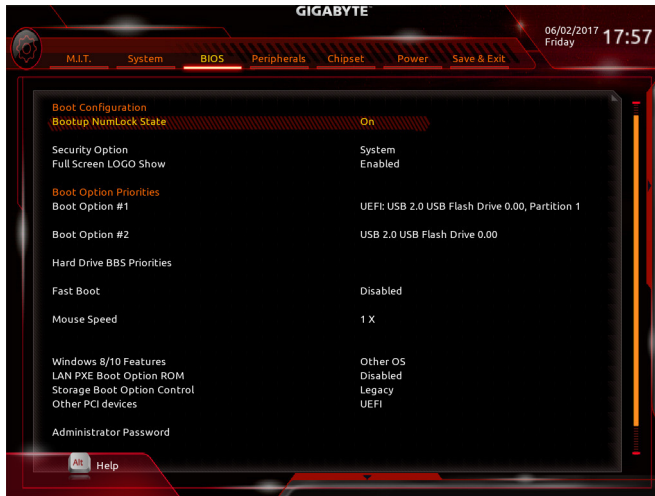 GIGABYTE
06/02/2017 Friday 17:57
M.I.T. System BIOS Peripherals Chipset Power Save & Exit
Boot Configuration
Bootup NumLock State On
Security Option System
Full Screen LOGO Show Enabled
Boot Option Priorities
Boot Option #1 UEFI: USB 2.0 USB Flash Drive 0.00, Partition 1
Boot Option #2 USB 2.0 USB Flash Drive 0.00
Hard Drive BBS Priorities
Fast Boot Disabled
Mouse Speed 1 X
Windows 8/10 Features Other OS
LAN PXE Boot Option ROM Disabled
Storage Boot Option Control Legacy
Other PCI devices UEFI
Administrator Password
Alt Help